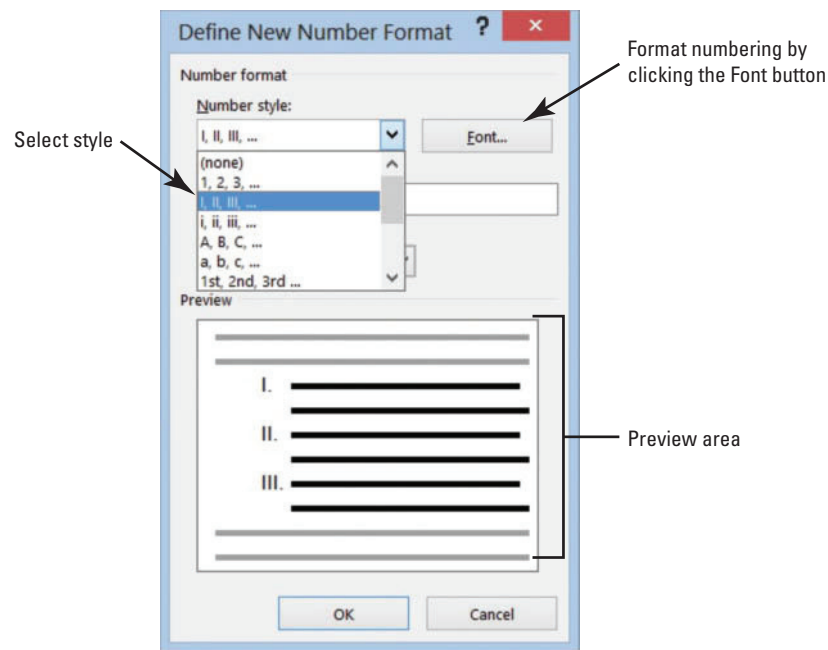 Define New Number Format ? ×
Format numbering by
clicking the Font button
Number format
Number style:
I, II, III, ...
Font...
Select style
(none)
1, 2, 3, ...
I, II, III, ...
i, ii, iii, ...
A, B, C, ...
a, b, c, ...
1st, 2nd, 3rd ...
Preview
I.
II.
Preview area
III.
OK
Cancel